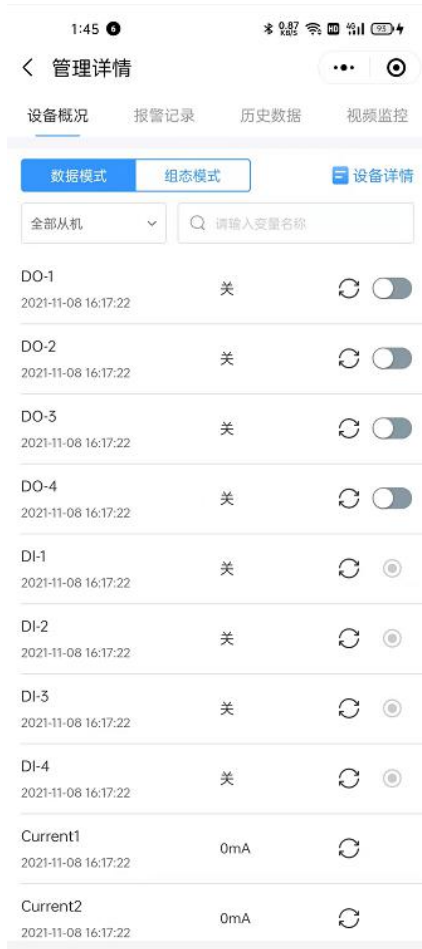 1:45 6 0.87 KB/S HD 4G 93
管理详情
设备概况 报警记录 历史数据 视频监控
数据模式 组态模式 设备详情
全部从机 请输入变量名称
DO-1
关
2021-11-08 16:17:22
DO-2
关
2021-11-08 16:17:22
DO-3
关
2021-11-08 16:17:22
DO-4
关
2021-11-08 16:17:22
DI-1
关
2021-11-08 16:17:22
DI-2
关
2021-11-08 16:17:22
DI-3
关
2021-11-08 16:17:22
DI-4
关
2021-11-08 16:17:22
Current1
0mA
2021-11-08 16:17:22
Current2
0mA
2021-11-08 16:17:22